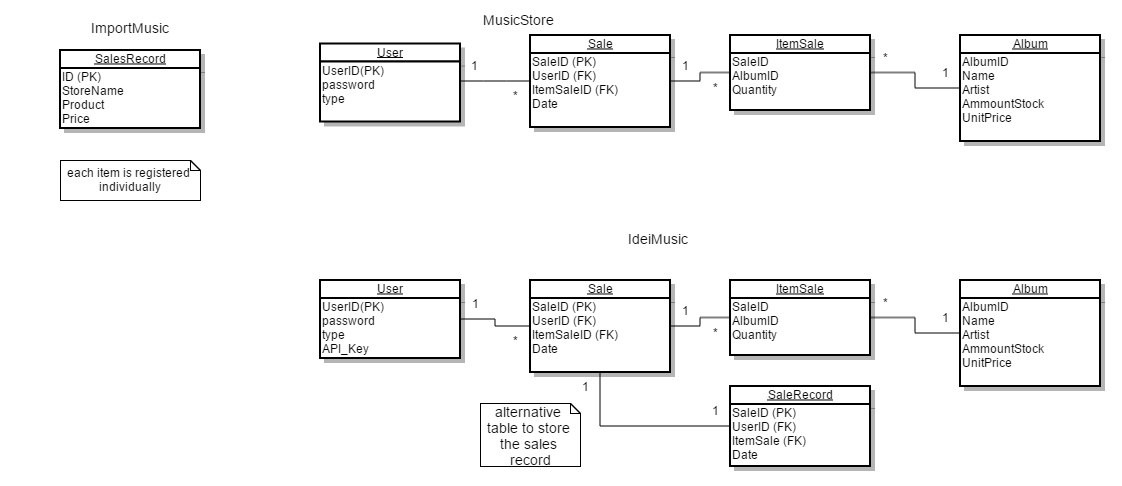 ImportMusic
SalesRecord
ID (PK)
StoreName
Product
Price
each item is registered
individually
MusicStore
User
UserID(PK)
password
type
1
*
Sale
SaleID (PK)
UserID (FK)
ItemSaleID (FK)
Date
1
*
ItemSale
SaleID
AlbumID
Quantity
*
1
Album
AlbumID
Name
Artist
AmmountStock
UnitPrice
IdeiMusic
User
UserID(PK)
password
type
API_Key
1
*
Sale
SaleID (PK)
UserID (FK)
ItemSaleID (FK)
Date
1
*
ItemSale
SaleID
AlbumID
Quantity
*
1
Album
AlbumID
Name
Artist
AmmountStock
UnitPrice
1
1
alternative
table to store
the sales
record
SaleRecord
SaleID (PK)
UserID (FK)
ItemSale (FK)
Date